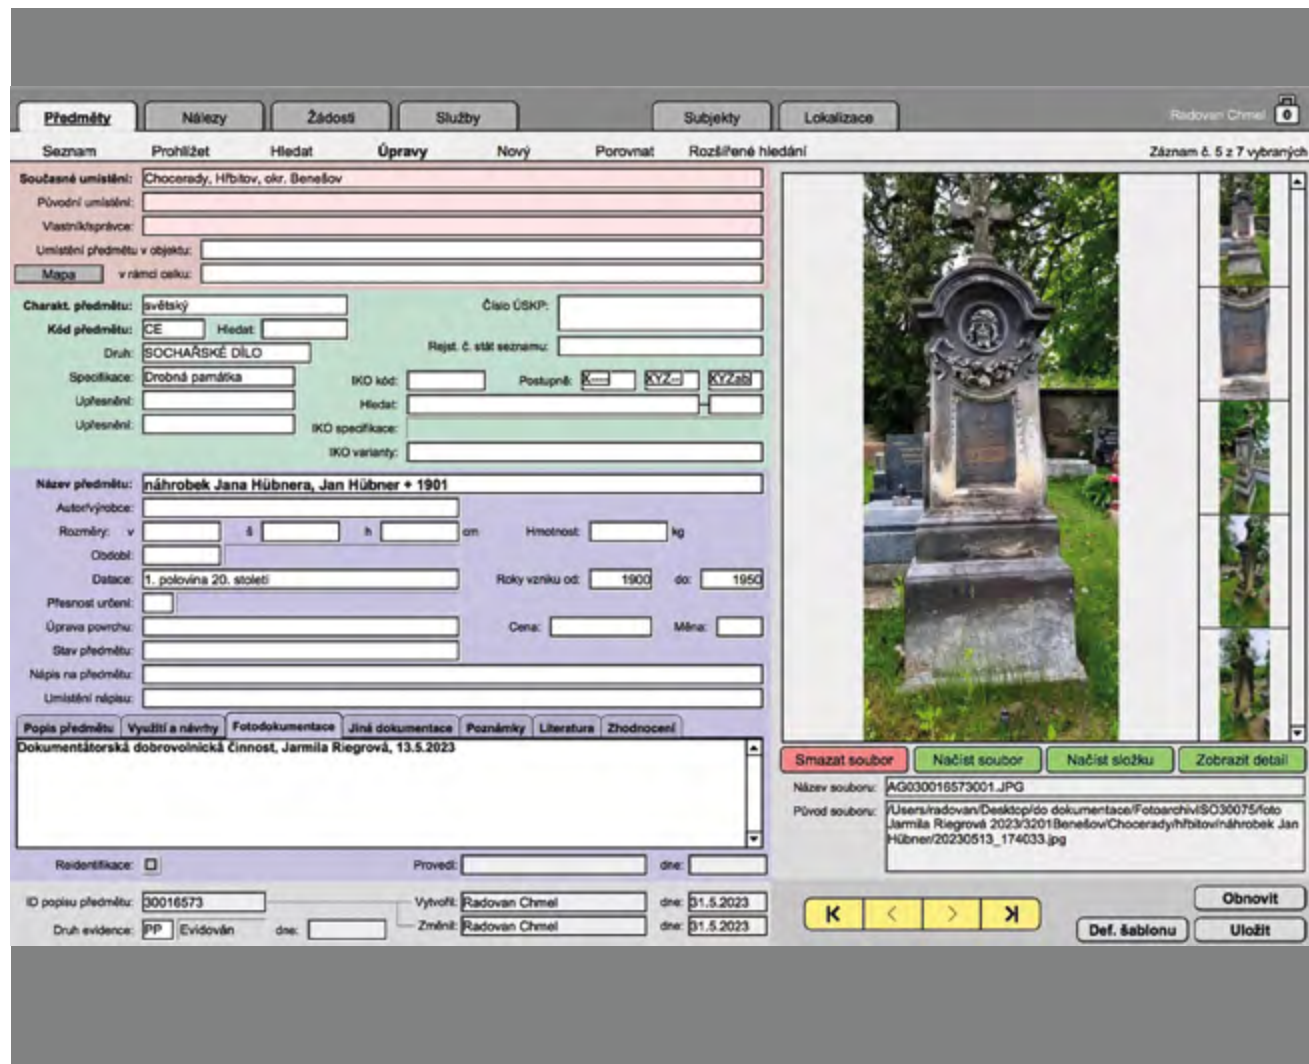 Předměty Nálezy Žádosti Služby Subjekty Lokalizace Radovan Chmel 0
Seznam Prohlížet Hledat Úpravy Nový Porovnat Rozšířené hledání Záznam č. 5 z 7 vybraných
Současné umístění: Chocerady, Hřbitov, okr. Benešov
Původní umístění:
Vlastník/správce:
Umístění předmětu v objektu:
Mapa v rámci celku:
Charakt. předmětu: světský Číslo ÚSKP:
Kód předmětu: CE Hledat:
Druh: SOCHAŘSKÉ DÍLO Rejst. č. stát seznamu:
Specifikace: Drobná památka IKO kód: Postupně: X---- XYZ-- XYZab
Upřesnění: Hledat:
Upřesnění: IKO specifikace:
IKO varianty:
Název předmětu: náhrobek Jana Hübnera, Jan Hübner + 1901
Autor/výrobce:
Rozměry: v š h cm Hmotnost: kg
Období:
Datace: 1. polovina 20. století Roky vzniku od: 1900 do: 1950
Přesnost určení:
Úprava povrchu: Cena: Měna:
Stav předmětu:
Nápis na předmětu:
Umístění nápisu:
Popis předmětu Využití a návrhy Fotodokumentace Jiná dokumentace Poznámky Literatura Zhodnocení
Dokumentátorská dobrovolnická činnost, Jarmila Riegrová, 13.5.2023
Reidentifikace: Provedl: dne:
ID popisu předmětu: 30016573 Vytvořil: Radovan Chmel dne: 31.5.2023
Druh evidence: PP Evidován dne: Změnil: Radovan Chmel dne: 31.5.2023
Smazat soubor Načíst soubor Načíst složku Zobrazit detail
Název souboru: AG030016573001.JPG
Původ souboru: /Users/radovan/Desktop/do dokumentace/FotoarchivISO30075/foto
Jarmila Riegrová 2023/3201Benešov/Chocerady/hřbitov/náhrobek Jan
Hübner/20230513_174033.jpg
Obnovit
Def. šablonu Uložit